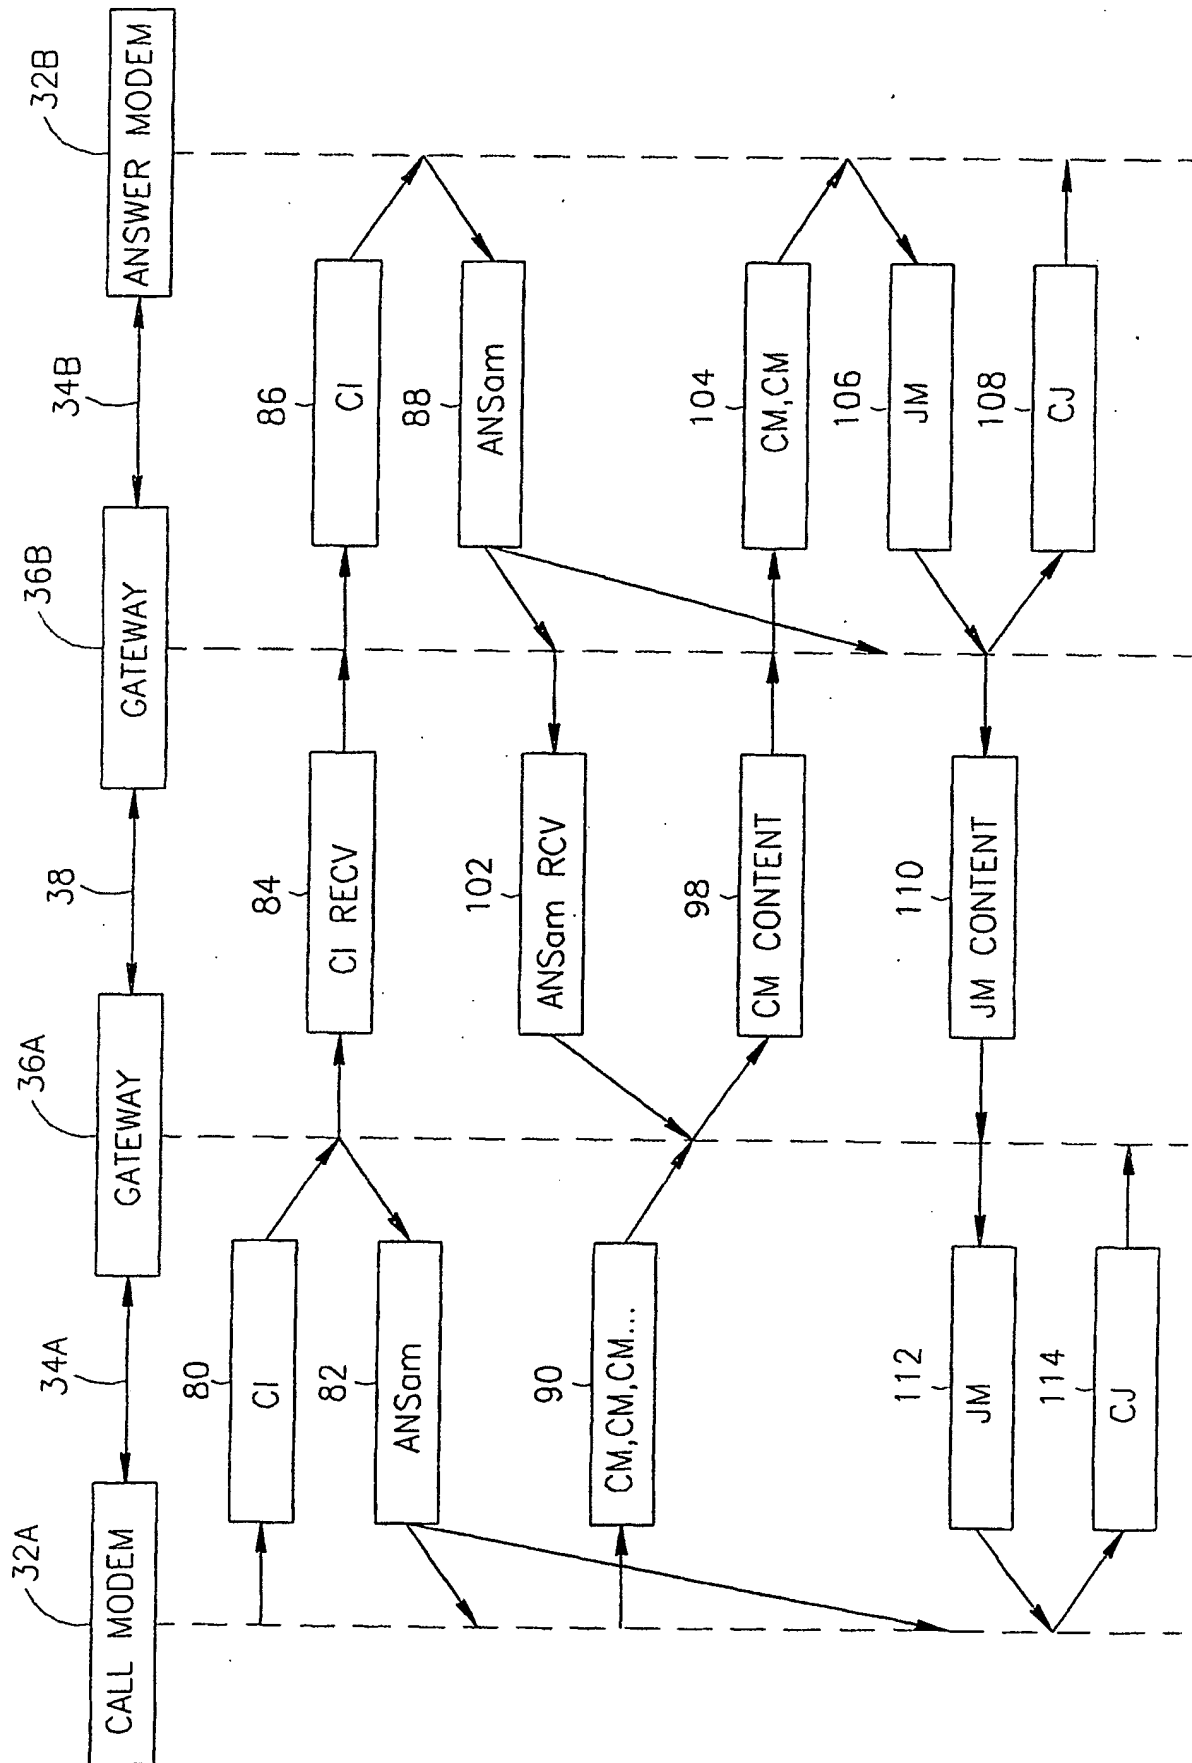 32A
34A
36A
38
36B
34B
32B
CALL MODEM
GATEWAY
GATEWAY
ANSWER MODEM
80
CI
84
CI RECV
86
CI
82
ANSam
88
ANSam
102
ANSam RCV
90
CM,CM,CM...
98
CM CONTENT
104
CM,CM
106
JM
110
JM CONTENT
112
JM
108
CJ
114
CJ